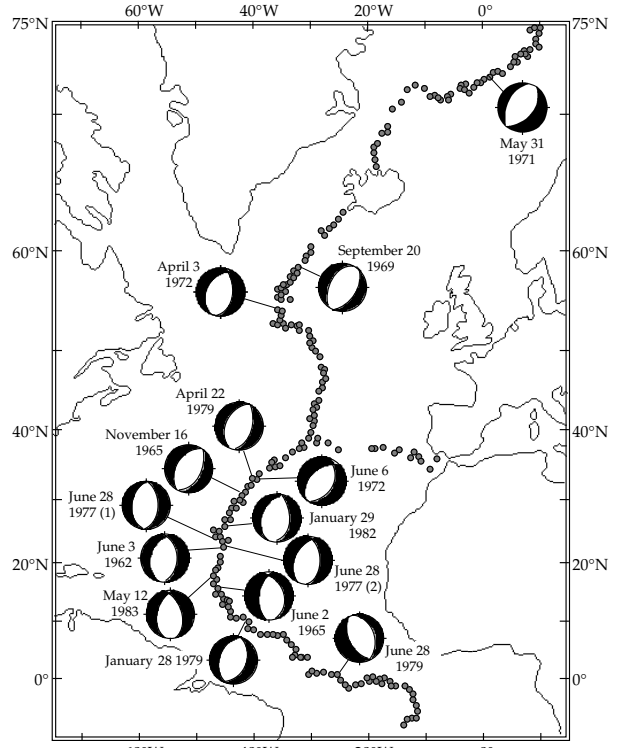 60°W 40°W 20°W 0°
75°N 75°N
May 31
1971
60°N 60°N
September 20
1969
April 3
1972
April 22
1979
40°N 40°N
November 16
1965
June 6
1972
June 28
1977 (1)
January 29
1982
June 3
1962
20°N 20°N
June 28
1977 (2)
May 12
1983
June 2
1965
January 28 1979
June 28
1979
0° 0°